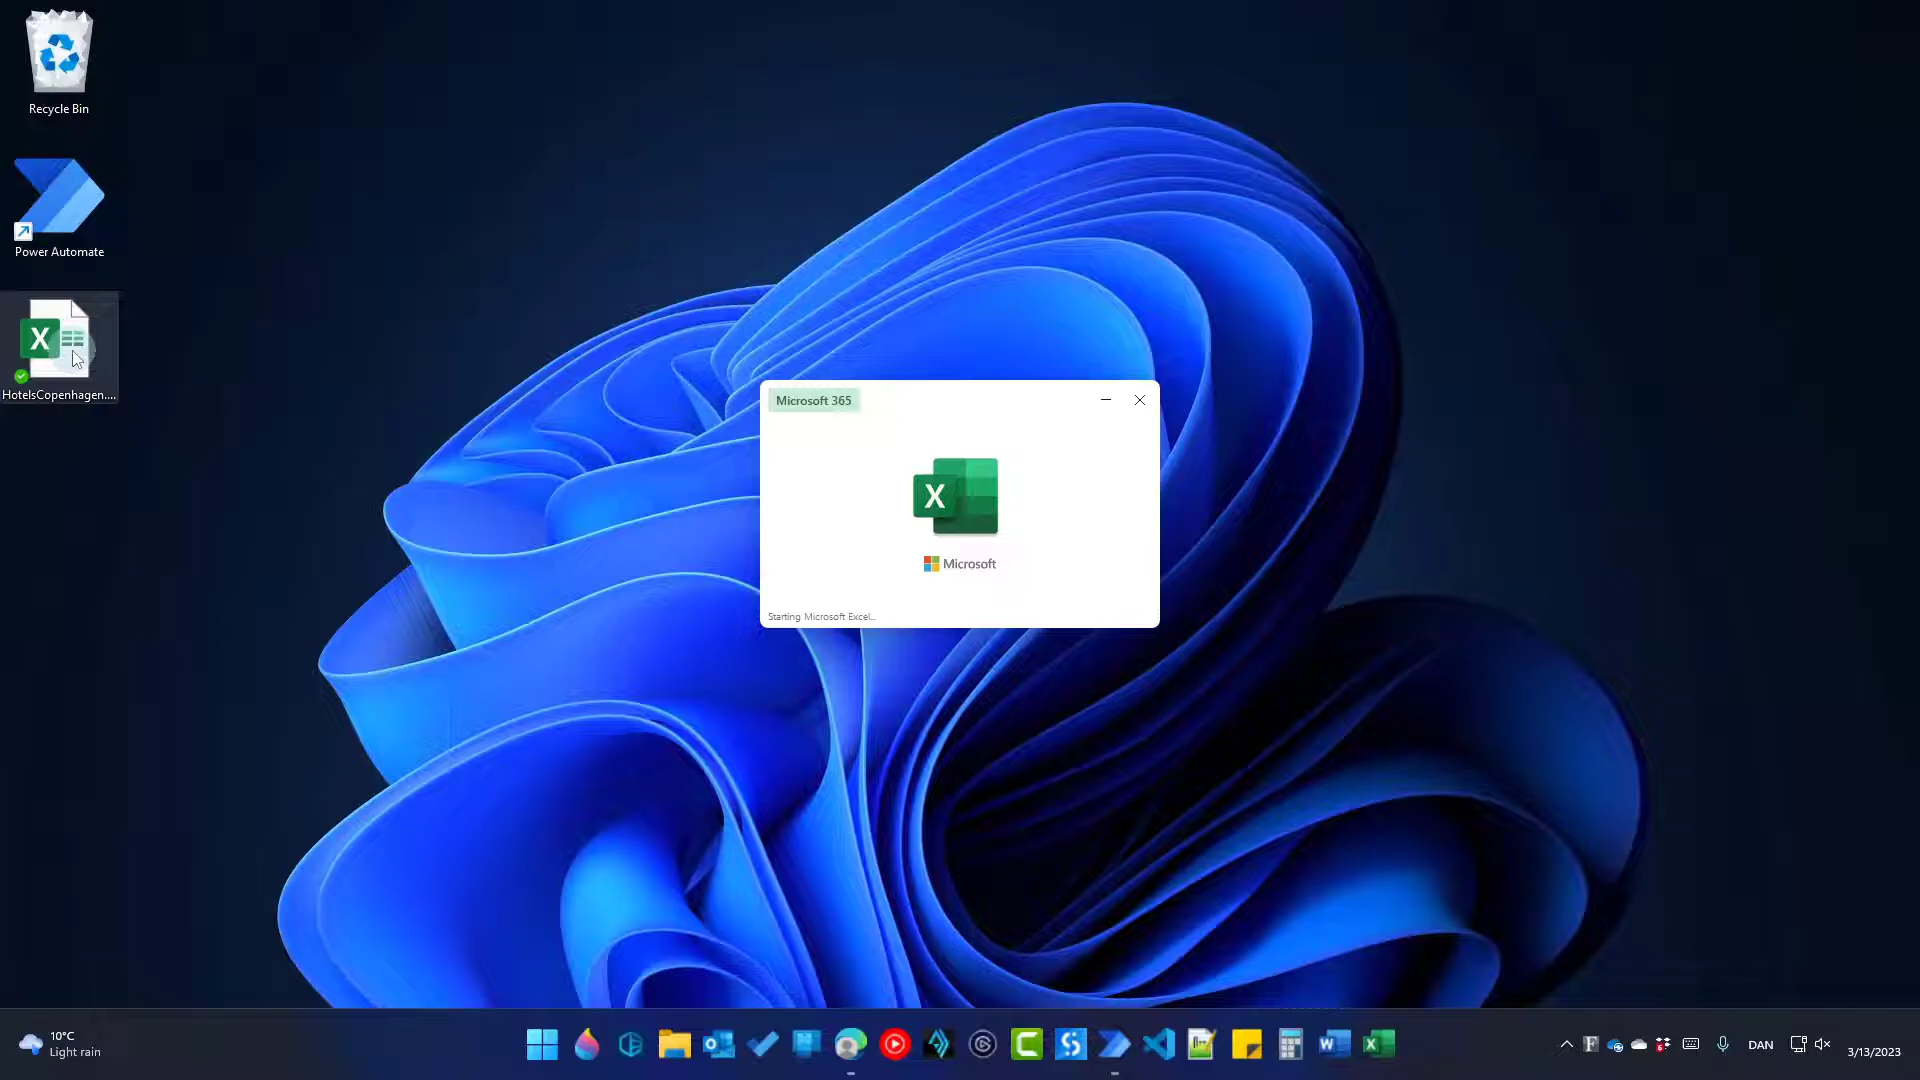 Recycle Bin
Power Automate
HotelsCopenhagen....
Microsoft 365
Microsoft
Starting Microsoft Excel...
10°C
Light rain
DAN
3/13/2023